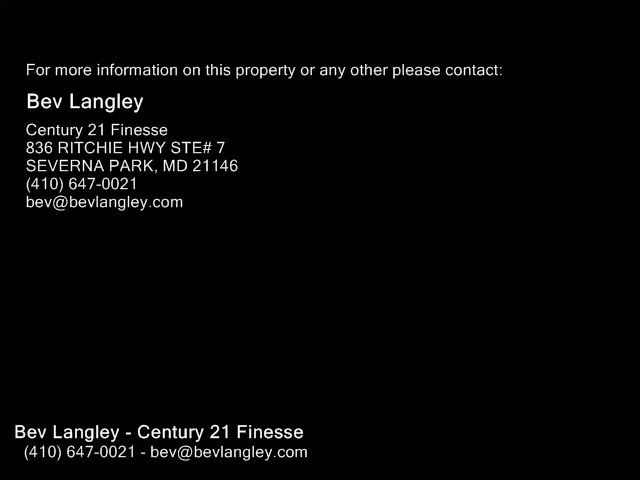 For more information on this property or any other please contact:
Bev Langley
Century 21 Finesse
836 RITCHIE HWY STE# 7
SEVERNA PARK, MD 21146
(410) 647-0021
bev@bevlangley.com
Bev Langley - Century 21 Finesse
(410) 647-0021 - bev@bevlangley.com